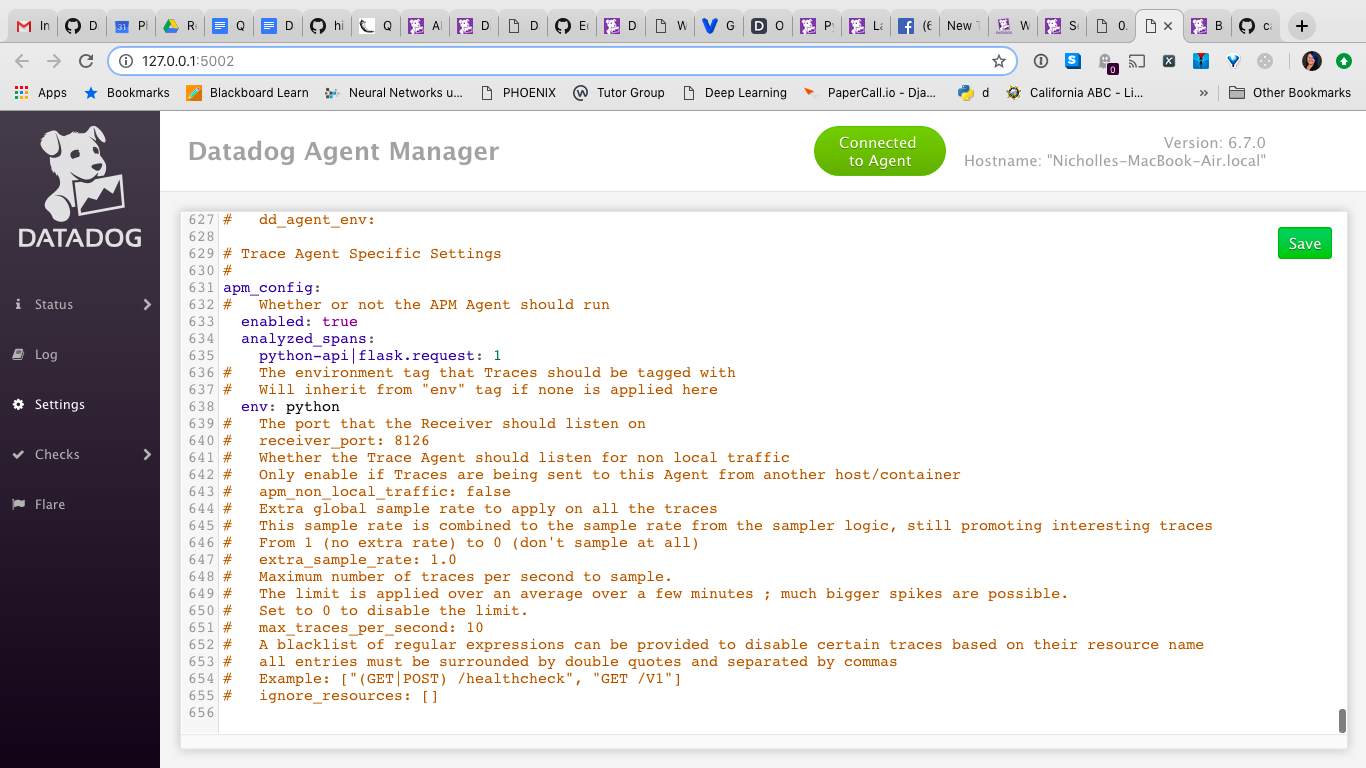 In D Pl Re Q D hi Q Al D D Ec D W G O Py La (6 New T W Se 0. B ca
127.0.0.1:5002
0
Apps Bookmarks Blackboard Learn Neural Networks u... PHOENIX Tutor Group Deep Learning PaperCall.io - Dja... d California ABC - Li... » Other Bookmarks
DATADOG
Datadog Agent Manager
Connected
to Agent
Version: 6.7.0
Hostname: "Nicholles-MacBook-Air.local"
Status
Log
Settings
Checks
Flare
Save
627 #   dd_agent_env:
628
629 # Trace Agent Specific Settings
630 #
631 apm_config:
632 #   Whether or not the APM Agent should run
633   enabled: true
634   analyzed_spans:
635     python-api|flask.request: 1
636 #   The environment tag that Traces should be tagged with
637 #   Will inherit from "env" tag if none is applied here
638   env: python
639 #   The port that the Receiver should listen on
640 #   receiver_port: 8126
641 #   Whether the Trace Agent should listen for non local traffic
642 #   Only enable if Traces are being sent to this Agent from another host/container
643 #   apm_non_local_traffic: false
644 #   Extra global sample rate to apply on all the traces
645 #   This sample rate is combined to the sample rate from the sampler logic, still promoting interesting traces
646 #   From 1 (no extra rate) to 0 (don't sample at all)
647 #   extra_sample_rate: 1.0
648 #   Maximum number of traces per second to sample.
649 #   The limit is applied over an average over a few minutes ; much bigger spikes are possible.
650 #   Set to 0 to disable the limit.
651 #   max_traces_per_second: 10
652 #   A blacklist of regular expressions can be provided to disable certain traces based on their resource name
653 #   all entries must be surrounded by double quotes and separated by commas
654 #   Example: ["(GET|POST) /healthcheck", "GET /V1"]
655 #   ignore_resources: []
656